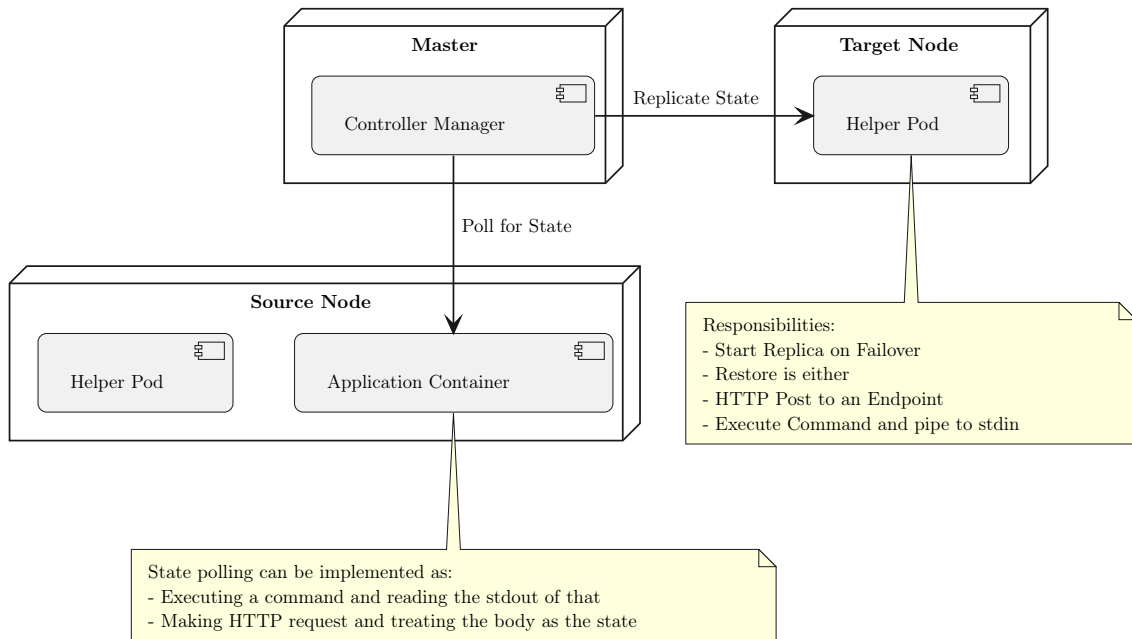 Master
Controller Manager
Replicate State
Target Node
Helper Pod
Poll for State
Source Node
Helper Pod
Application Container
Responsibilities:
- Start Replica on Failover
- Restore is either
- HTTP Post to an Endpoint
- Execute Command and pipe to stdin
State polling can be implemented as:
- Executing a command and reading the stdout of that
- Making HTTP request and treating the body as the state